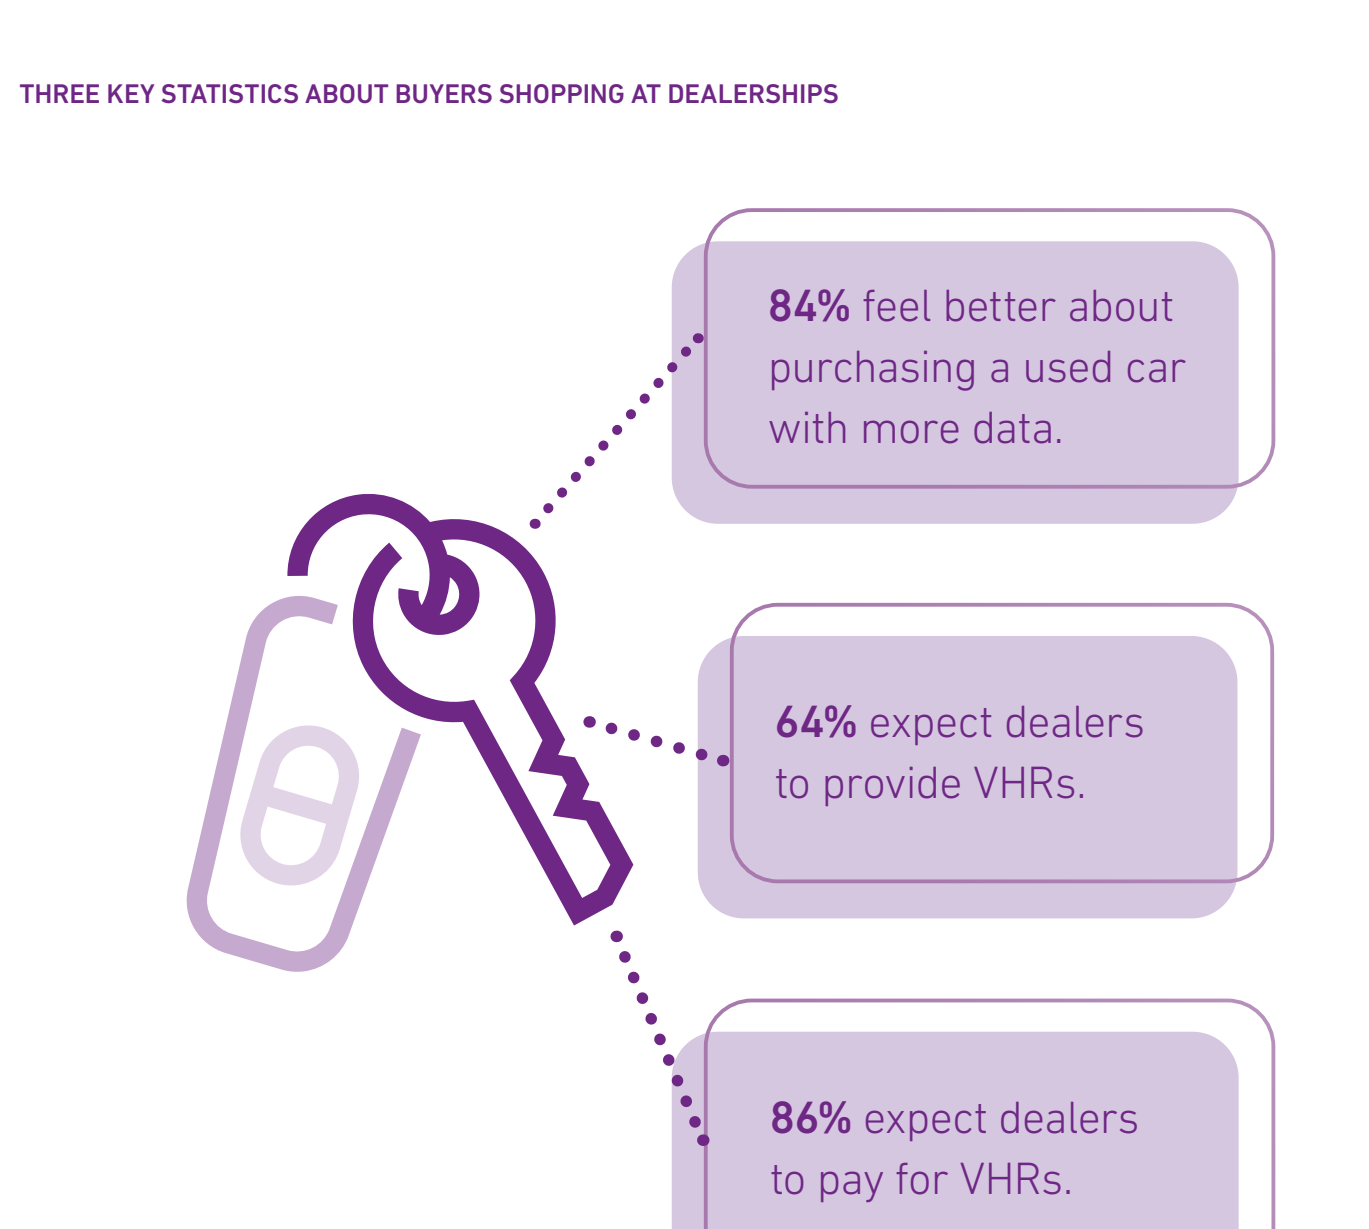 THREE KEY STATISTICS ABOUT BUYERS SHOPPING AT DEALERSHIPS
84% feel better about
purchasing a used car
with more data.
64% expect dealers
to provide VHRs.
86% expect dealers
to pay for VHRs.